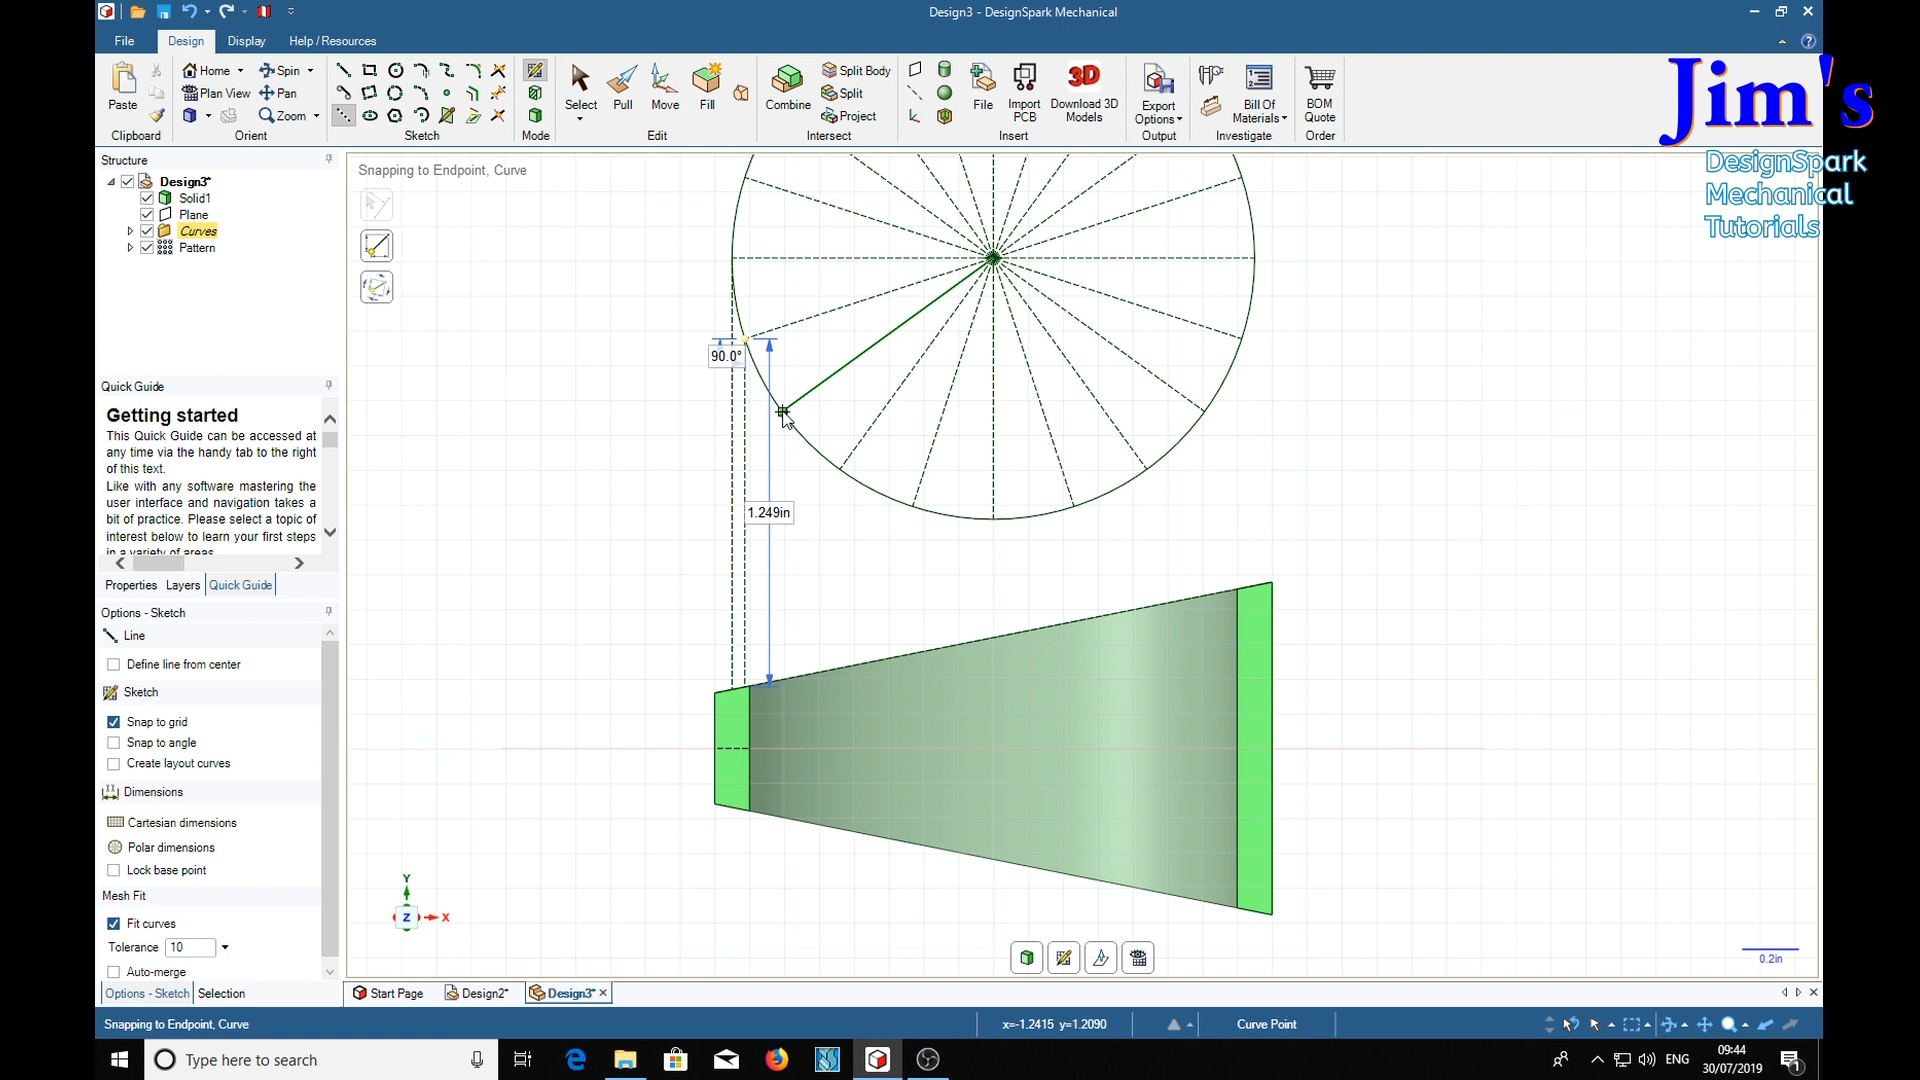 Design3 - DesignSpark Mechanical
File Design Display Help / Resources
Paste
Clipboard
Home Spin
Plan View Pan
Zoom
Orient
Sketch
Mode
Select Pull Move Fill
Edit
Combine Split Body
Split
Project
Intersect
File Import PCB Download 3D Models
Insert
3D
Export Options
Output
Bill Of Materials
Investigate
BOM Quote
Order
Jim's
DesignSpark
Mechanical
Tutorials
Structure
Design3*
Solid1
Plane
Curves
Pattern
Snapping to Endpoint, Curve
90.0°
1.249in
Quick Guide
Getting started
This Quick Guide can be accessed at
any time via the handy tab to the right
of this text.
Like with any software mastering the
user interface and navigation takes a
bit of practice. Please select a topic of
interest below to learn your first steps
in a variety of areas.
Properties Layers Quick Guide
Options - Sketch
Line
Define line from center
Sketch
Snap to grid
Snap to angle
Create layout curves
Dimensions
Cartesian dimensions
Polar dimensions
Lock base point
Mesh Fit
Fit curves
Tolerance 10
Auto-merge
Options - Sketch Selection
Y
Z X
0.2in
Start Page Design2* Design3*
Snapping to Endpoint, Curve x=-1.2415 y=1.2090 Curve Point
Type here to search
ENG
09:44
30/07/2019
1